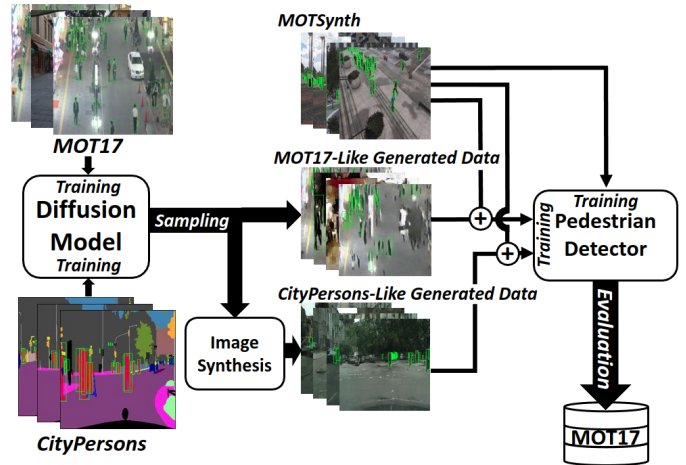 MOTSynth
MOT17
Training
Diffusion
Model
Training
Sampling
MOT17-Like Generated Data
+
+
Training
Training
Pedestrian
Detector
CityPersons-Like Generated Data
Image
Synthesis
Evaluation
CityPersons
MOT17